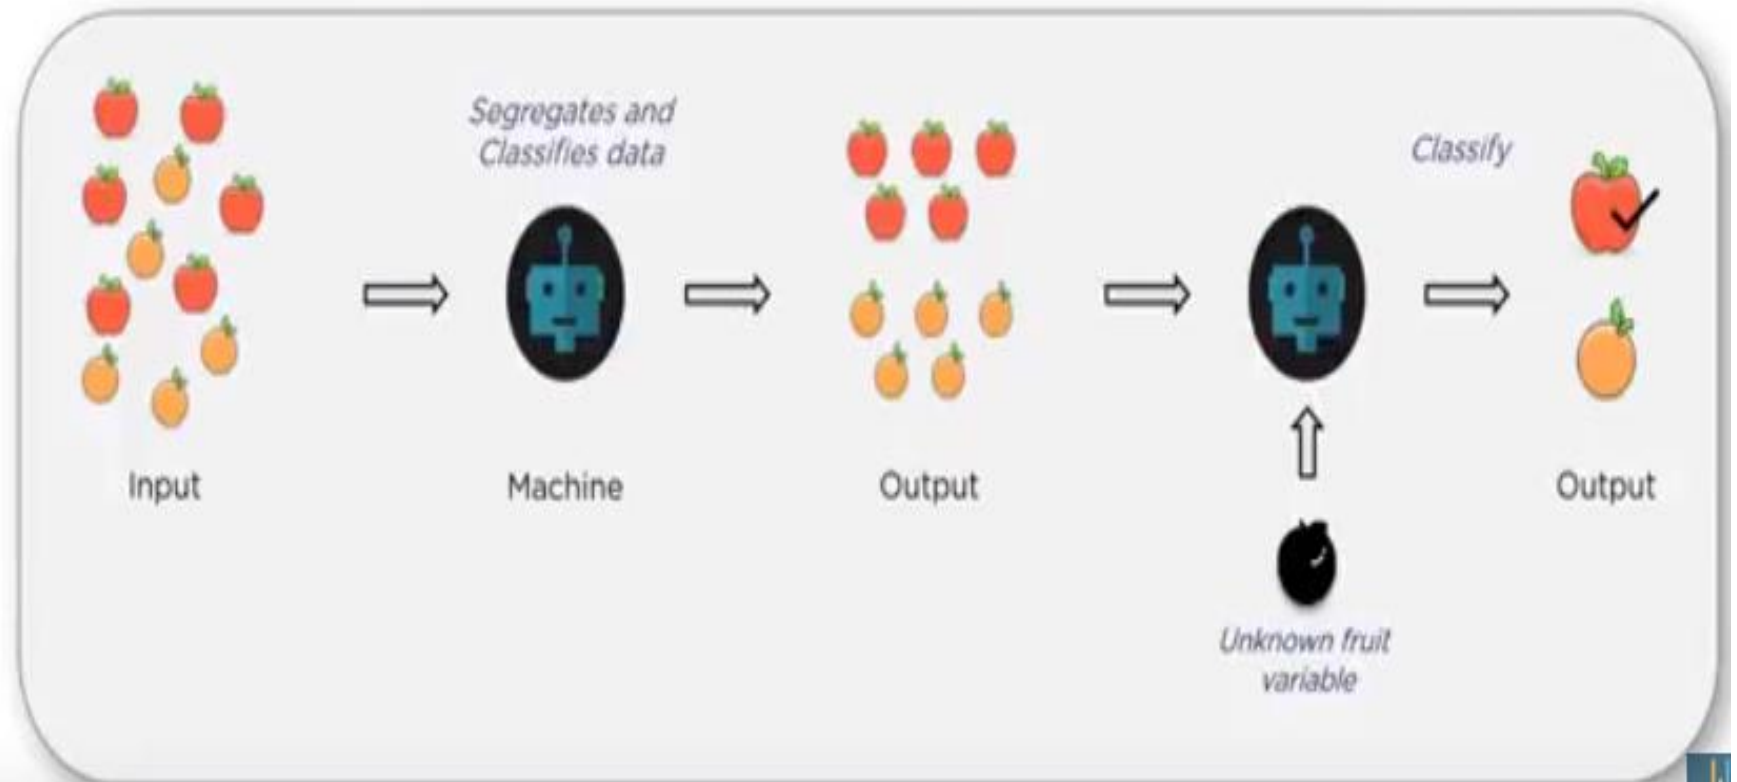 Segregates and
Classifies data
Classify
Input
Machine
Output
Output
Unknown fruit
variable